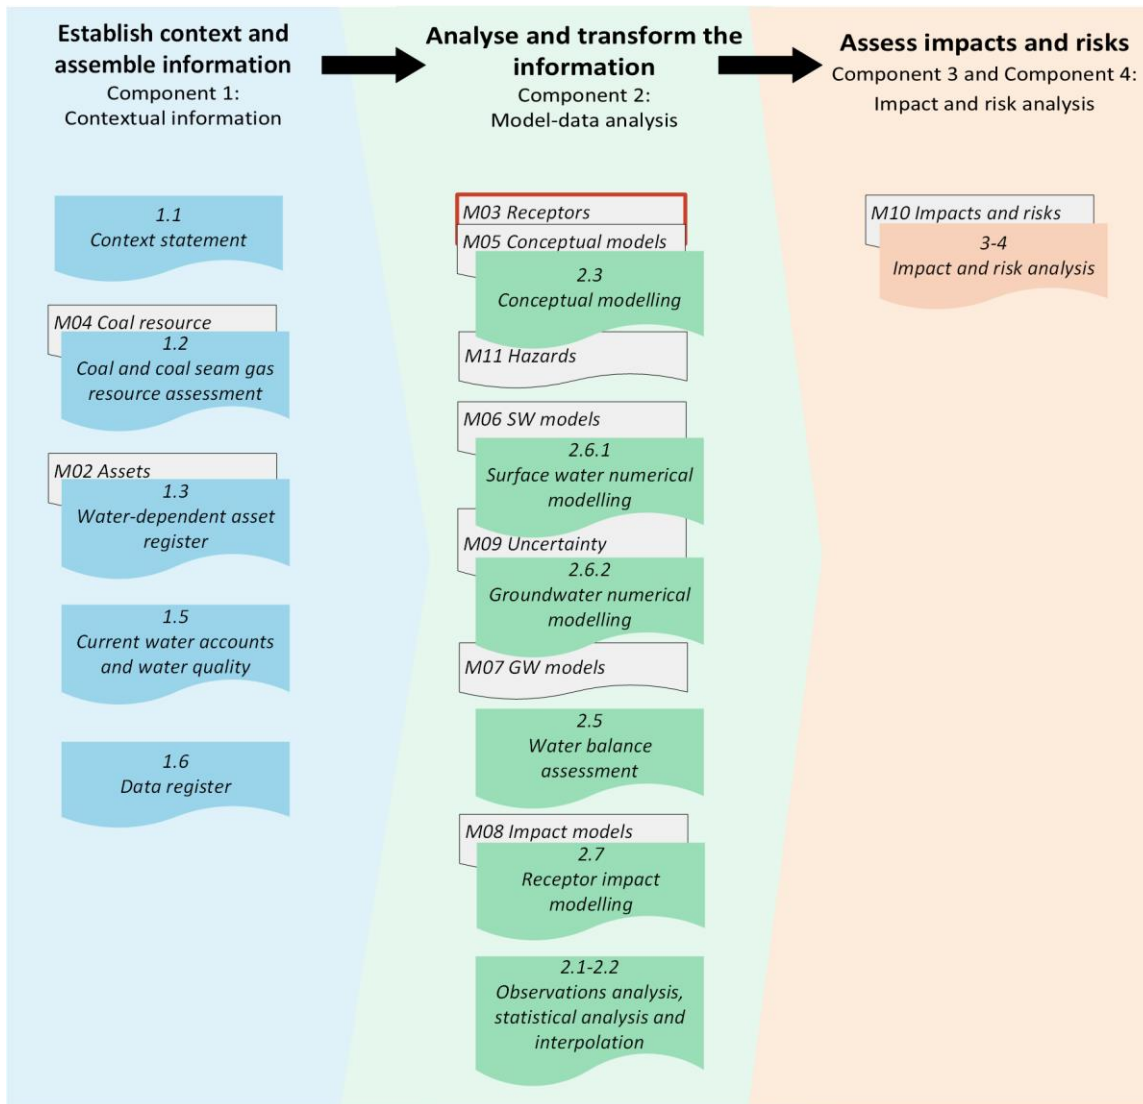 Establish context and
assemble information
Component 1:
Contextual information
Analyse and transform the
information
Component 2:
Model-data analysis
Assess impacts and risks
Component 3 and Component 4:
Impact and risk analysis
1.1
Context statement
M04 Coal resource
1.2
Coal and coal seam gas
resource assessment
M02 Assets
1.3
Water-dependent asset
register
1.5
Current water accounts
and water quality
1.6
Data register
M03 Receptors
M05 Conceptual models
2.3
Conceptual modelling
M11 Hazards
M06 SW models
2.6.1
Surface water numerical
modelling
M09 Uncertainty
2.6.2
Groundwater numerical
modelling
M07 GW models
2.5
Water balance
assessment
M08 Impact models
2.7
Receptor impact
modelling
2.1-2.2
Observations analysis,
statistical analysis and
interpolation
M10 Impacts and risks
3-4
Impact and risk analysis